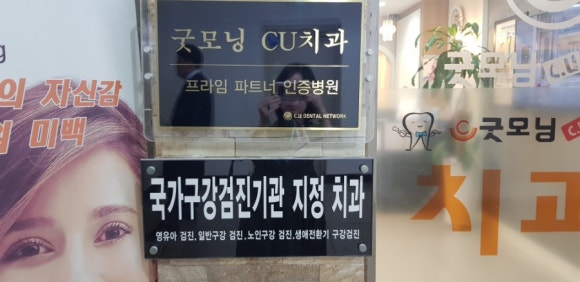 의 자신감
미백
굿모닝 CU치과
프라임 파트너 인증병원
C.U DENTAL NETWORK
국가구강검진기관 지정 치과
영유아 검진, 일반구강 검진, 노인구강 검진, 생애전환기 구강검진
굿모닝 C.U
굿모닝
치과